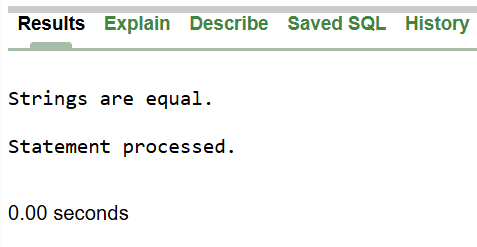 Results Explain Describe Saved SQL History
Strings are equal.
Statement processed.
0.00 seconds